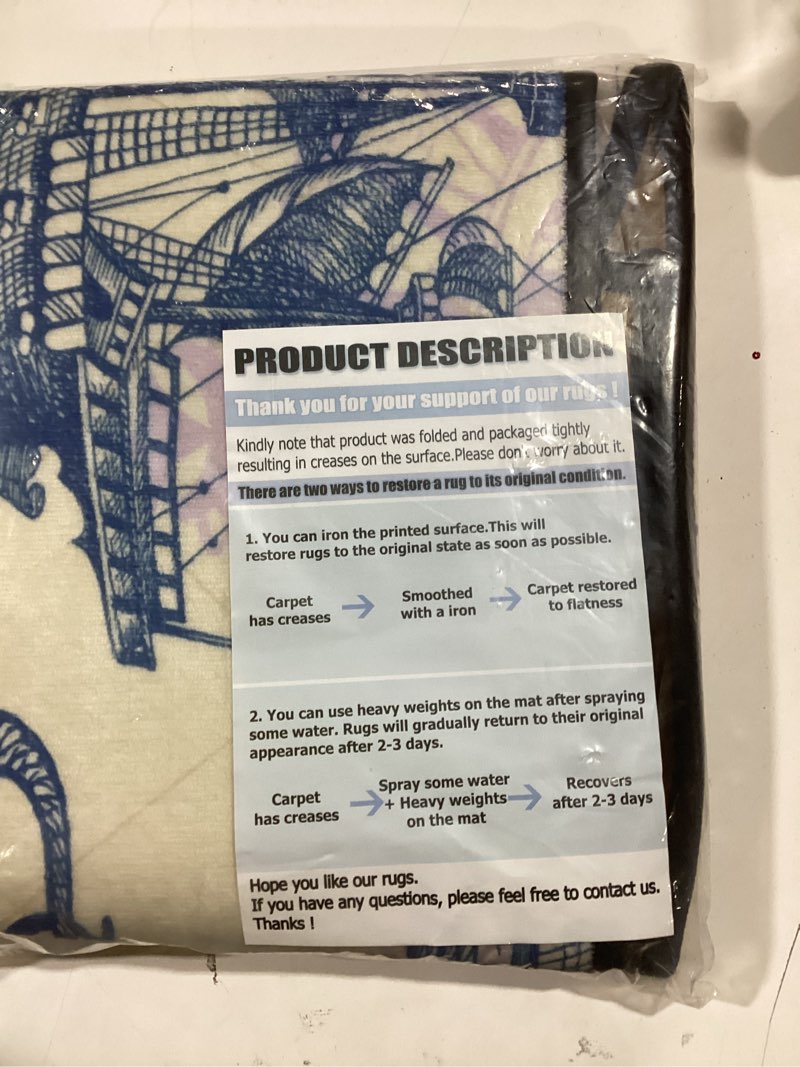 PRODUCT DESCRIPTION
Thank you for your support of our rugs !
Kindly note that product was folded and packaged tightly
resulting in creases on the surface.Please don't worry about it.
There are two ways to restore a rug to its original condition.
1. You can iron the printed surface.This will
restore rugs to the original state as soon as possible.
Carpet
has creases
Smoothed
with a iron
Carpet restored
to flatness
2. You can use heavy weights on the mat after spraying
some water. Rugs will gradually return to their original
appearance after 2-3 days.
Carpet
has creases
Spray some water
+ Heavy weights
on the mat
Recovers
after 2-3 days
Hope you like our rugs.
If you have any questions, please feel free to contact us.
Thanks !